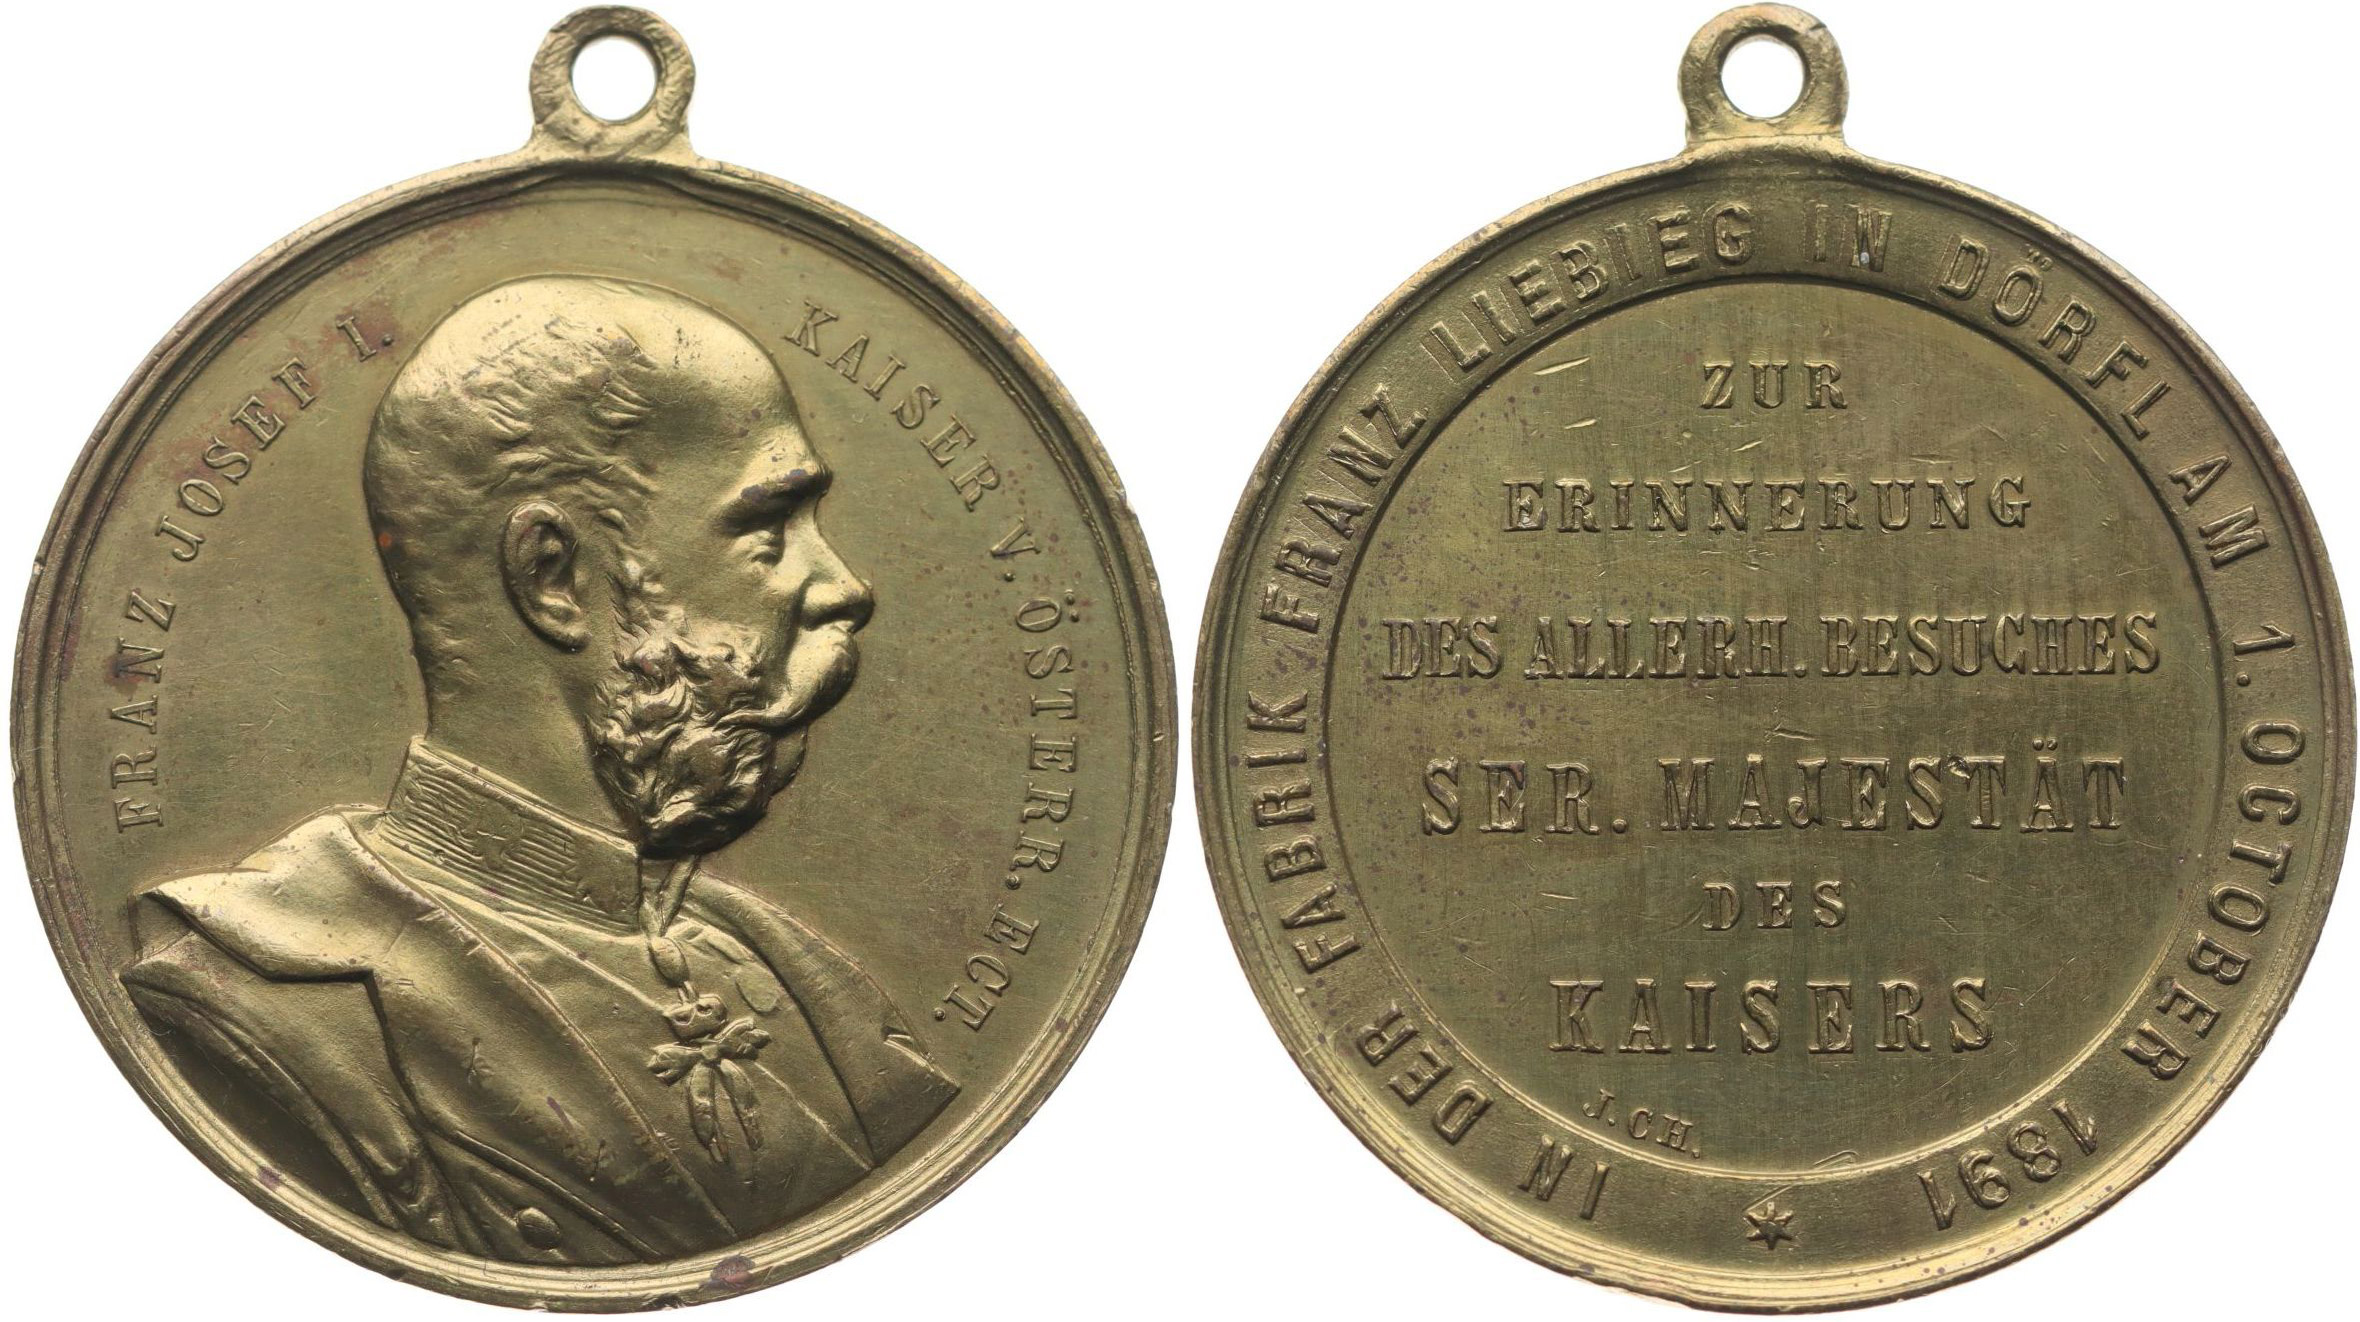 FRANZ JOSEF I. KAISER V. ÖSTERR. ECT.
IN DER FABRIK FRANZ LIEBIEG IN DÖRFL AM 1. OCTOBER 1891
ZUR
ERINNERUNG
DES ALLERH. BESUCHES
SER. MAJESTÄT
DES
KAISERS
J. CH.